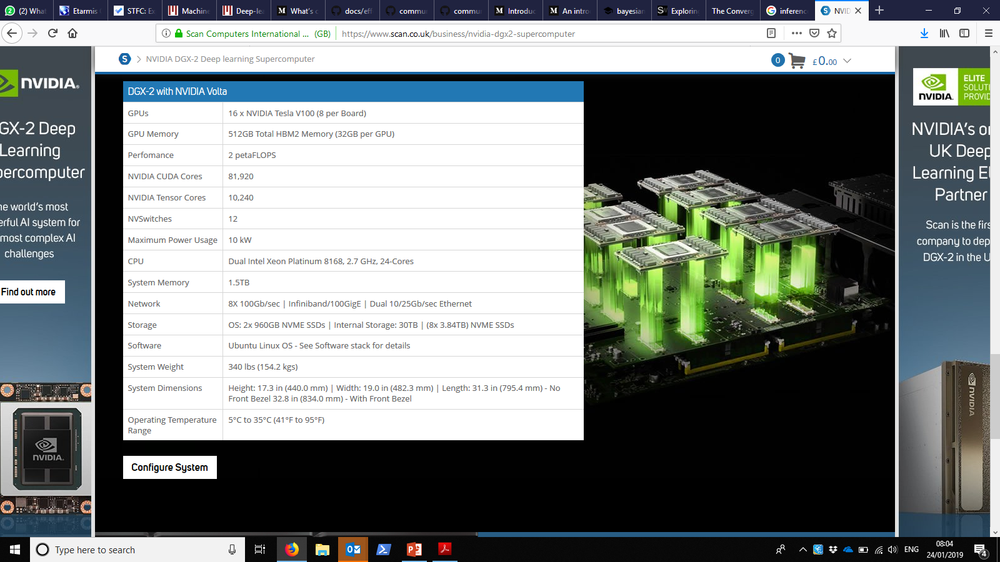 (2) What
Etarmis
STFC: Ex
Machine
Deep-lea
What's c
docs/eff
commun
commun
Introduc
An intro
bayesian
Explorin
The Converg
inferenc
NVID
Scan Computers International ... (GB)
https://www.scan.co.uk/business/nvidia-dgx2-supercomputer
NVIDIA DGX-2 Deep learning Supercomputer
0
£0.00
NVIDIA.
GX-2 Deep
Learning
percomputer
he world's most
erful AI system for
most complex AI
challenges
Find out more
NVIDIA.
DGX-2 with NVIDIA Volta
GPUs 16 x NVIDIA Tesla V100 (8 per Board)
GPU Memory 512GB Total HBM2 Memory (32GB per GPU)
Perfomance 2 petaFLOPS
NVIDIA CUDA Cores 81,920
NVIDIA Tensor Cores 10,240
NVSwitches 12
Maximum Power Usage 10 kW
CPU Dual Intel Xeon Platinum 8168, 2.7 GHz, 24-Cores
System Memory 1.5TB
Network 8X 100Gb/sec | Infiniband/100GigE | Dual 10/25Gb/sec Ethernet
Storage OS: 2x 960GB NVME SSDs | Internal Storage: 30TB | (8x 3.84TB) NVME SSDs
Software Ubuntu Linux OS - See Software stack for details
System Weight 340 lbs (154.2 kgs)
System Dimensions Height: 17.3 in (440.0 mm) | Width: 19.0 in (482.3 mm) | Length: 31.3 in (795.4 mm) - No
Front Bezel 32.8 in (834.0 mm) - With Front Bezel
Operating Temperature 5°C to 35°C (41°F to 95°F)
Range
Configure System
NVIDIA.
ELITE
SOLUTI
PROVID
NVIDIA's on
UK Deep
Learning El
Partner
Scan is the firs
company to dep
DGX-2 in the U
NVIDIA
Type here to search
ENG
08:04
24/01/2019
4